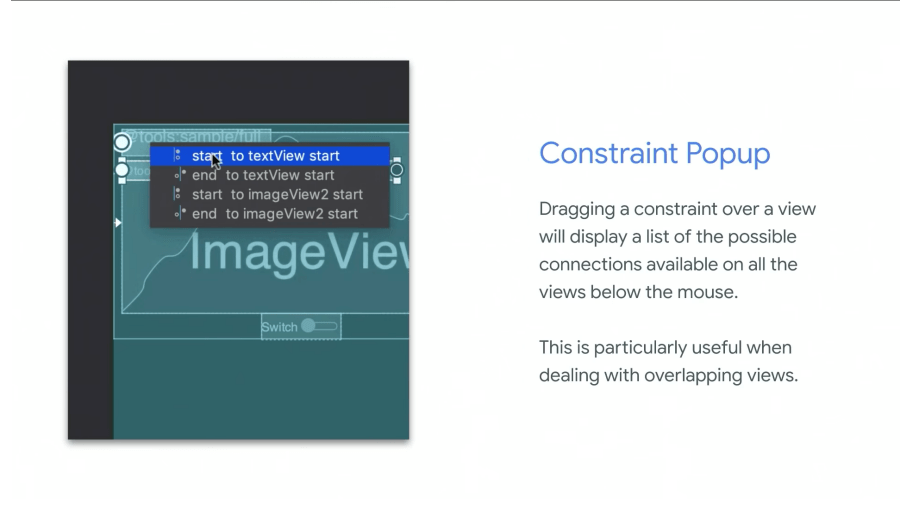 @tools:sample/full
start to textView start
end to textView start
start to imageView2 start
end to imageView2 start
ImageView
Switch
Constraint Popup
Dragging a constraint over a view
will display a list of the possible
connections available on all the
views below the mouse.
This is particularly useful when
dealing with overlapping views.